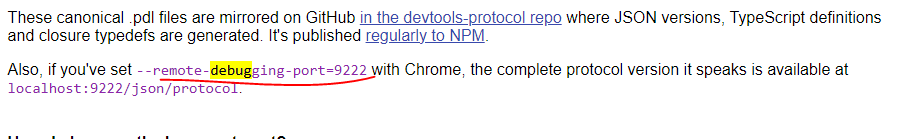 These canonical .pdl files are mirrored on GitHub in the devtools-protocol repo where JSON versions, TypeScript definitions
and closure typedefs are generated. It's published regularly to NPM.
Also, if you've set --remote-debugging-port=9222 with Chrome, the complete protocol version it speaks is available at
localhost:9222/json/protocol.